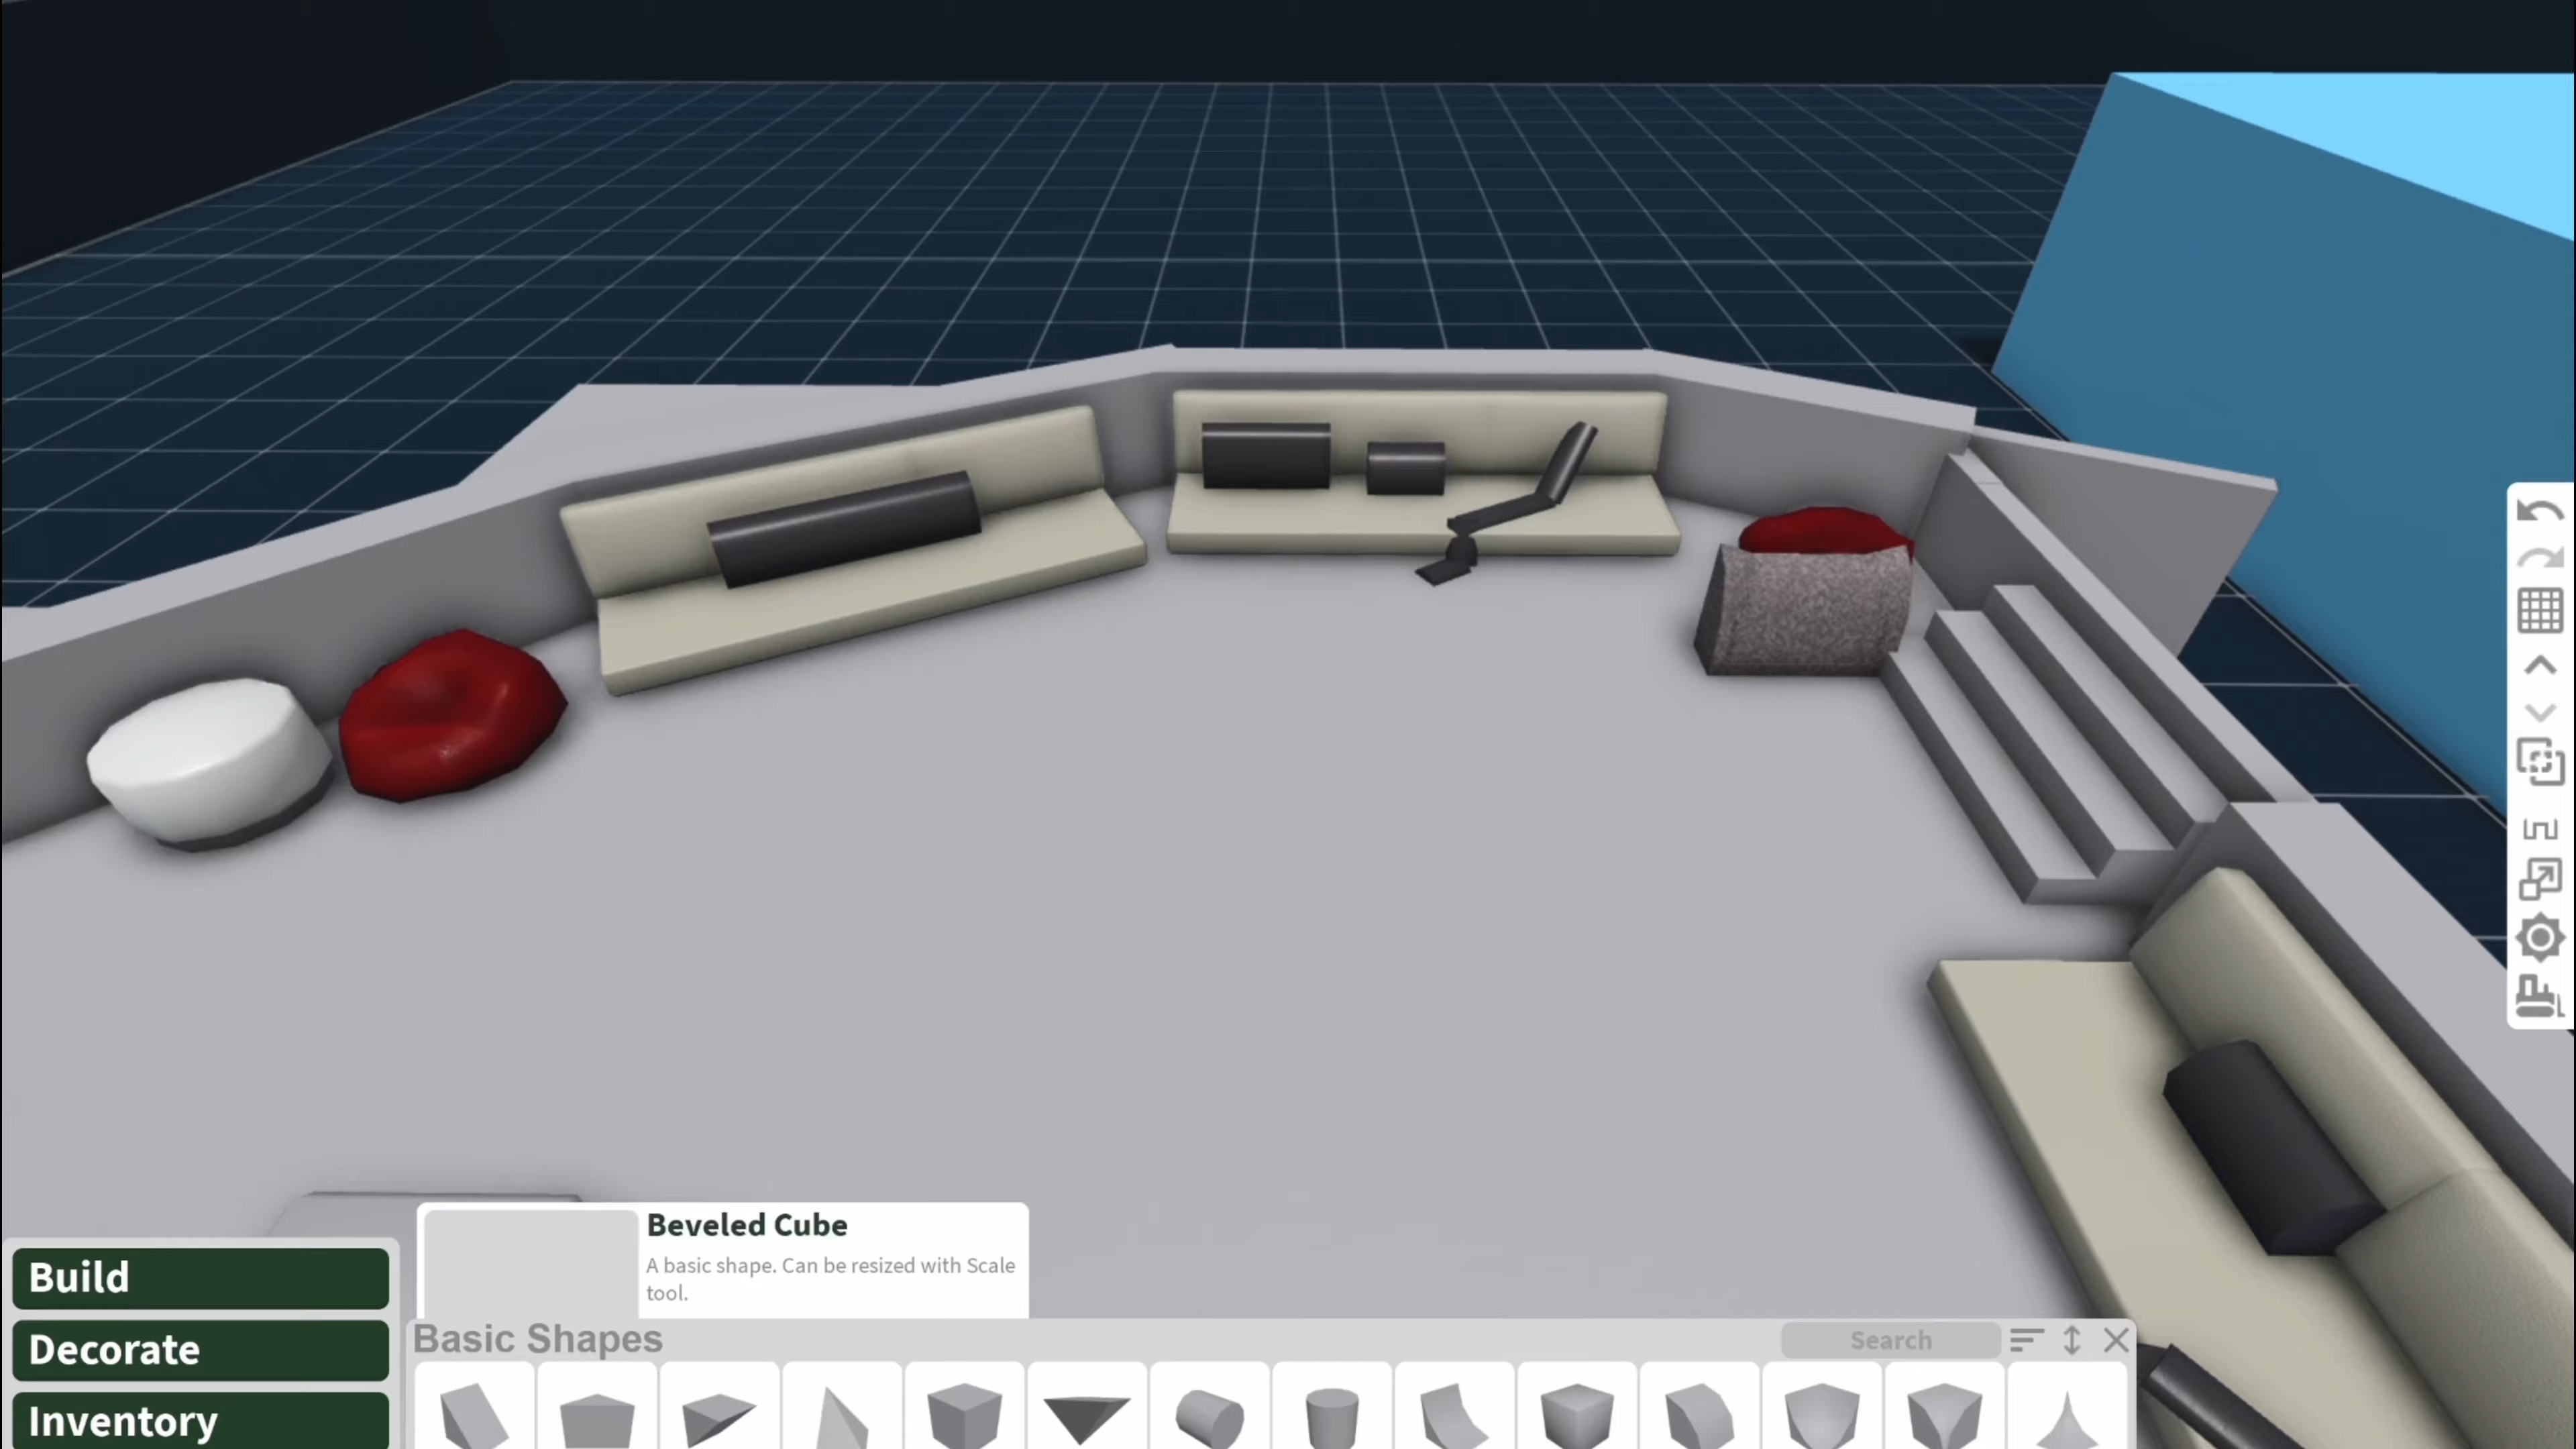 Beveled Cube
A basic shape. Can be resized with Scale
tool.
Build
Basic Shapes
Search
Decorate
Inventory